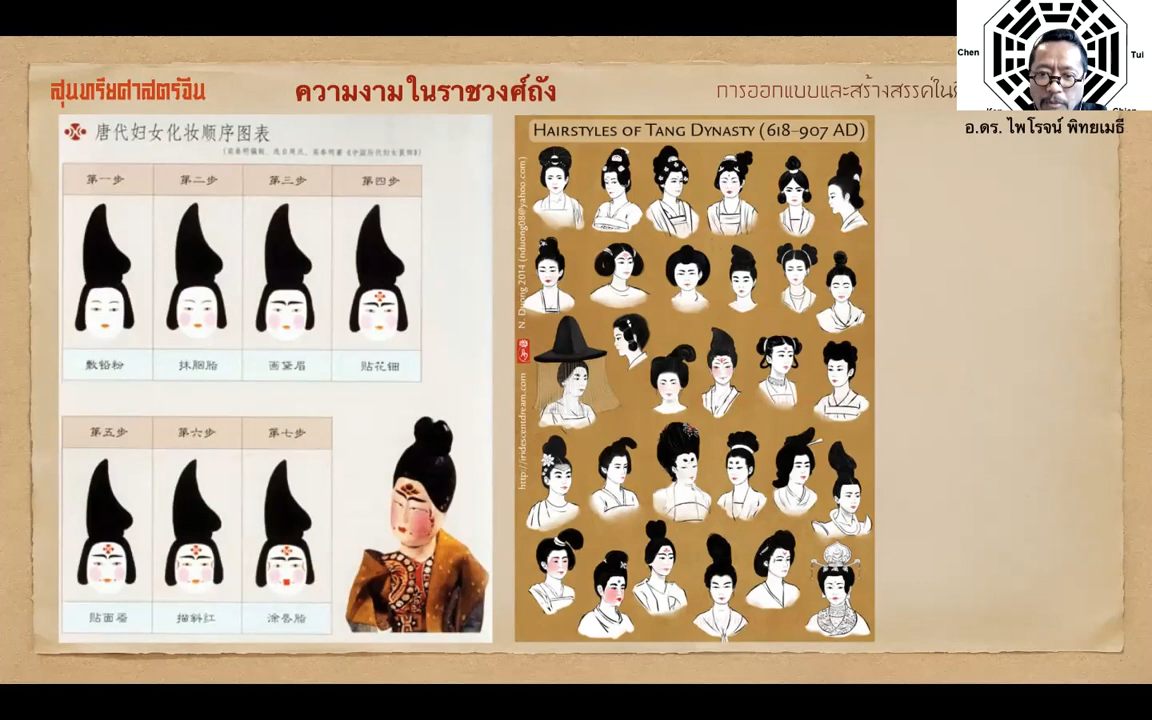 สุนทรียศาสตร์จีน
ความงามในราชวงศ์ถัง
การออกแบบและสร้างสรรค์ใน
Chen
Tui
อ.ดร. ไพโรจน์ พิทยเมธี
唐代妇女化妆顺序图表
第一步
第二步
第三步
第四步
敷铅粉
抹胭脂
画黛眉
贴花钿
第五步
第六步
第七步
贴面靥
描斜红
涂唇脂
HAIRSTYLES OF TANG DYNASTY (618–907 AD)
N. Duong 2014 (nduong08@yahoo.com)
http://iridescentdream.com